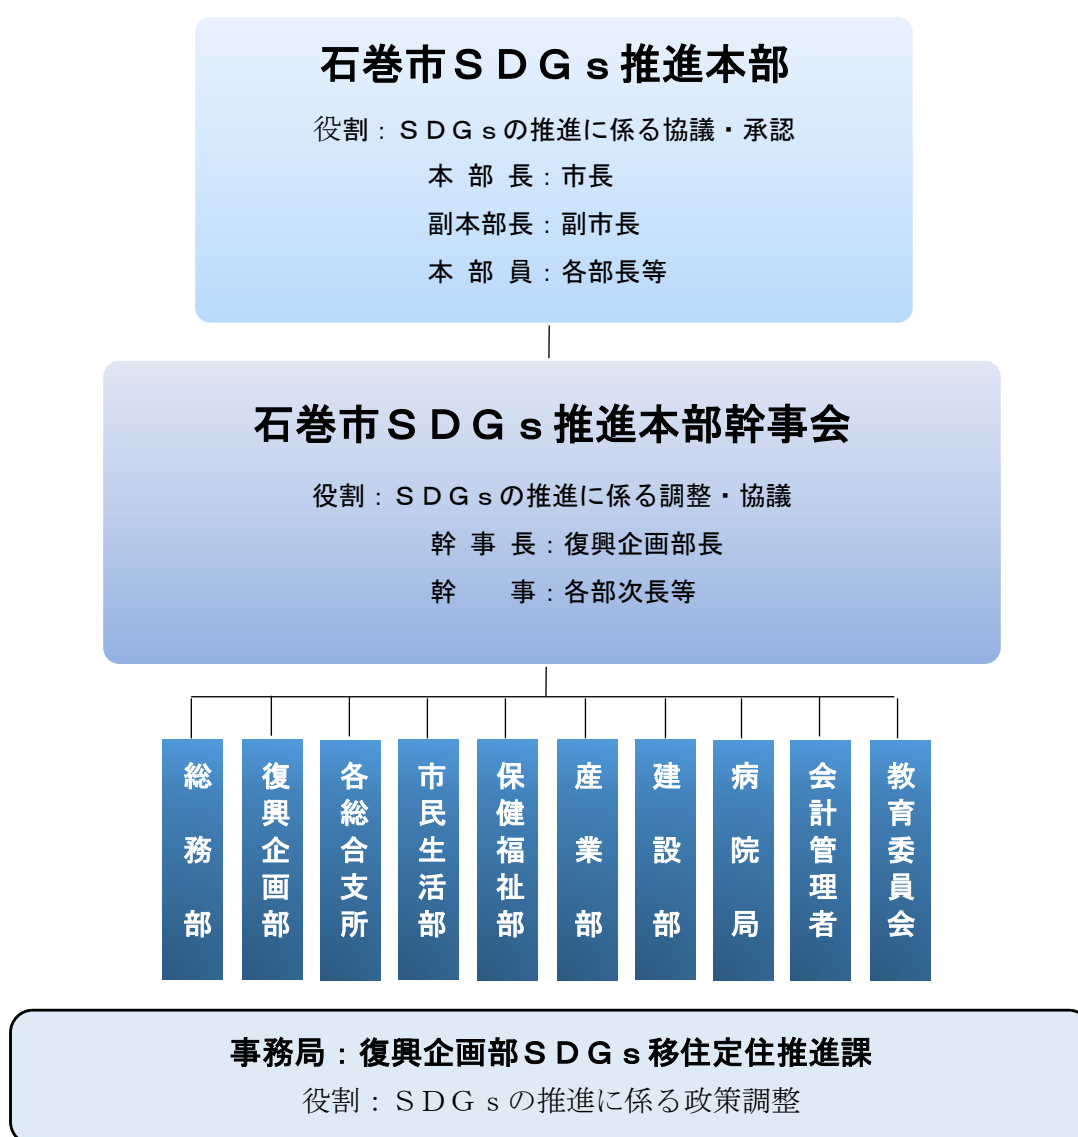 石巻市ＳＤＧｓ推進本部
役割：ＳＤＧｓの推進に係る協議・承認
本部長：市長
副本部長：副市長
本部員：各部長等
石巻市ＳＤＧｓ推進本部幹事会
役割：ＳＤＧｓの推進に係る調整・協議
幹事長：復興企画部長
幹事：各部次長等
総務部
復興企画部
各総合支所
市民生活部
保健福祉部
産業部
建設部
病院局
会計管理者
教育委員会
事務局：復興企画部ＳＤＧｓ移住定住推進課
役割：ＳＤＧｓの推進に係る政策調整